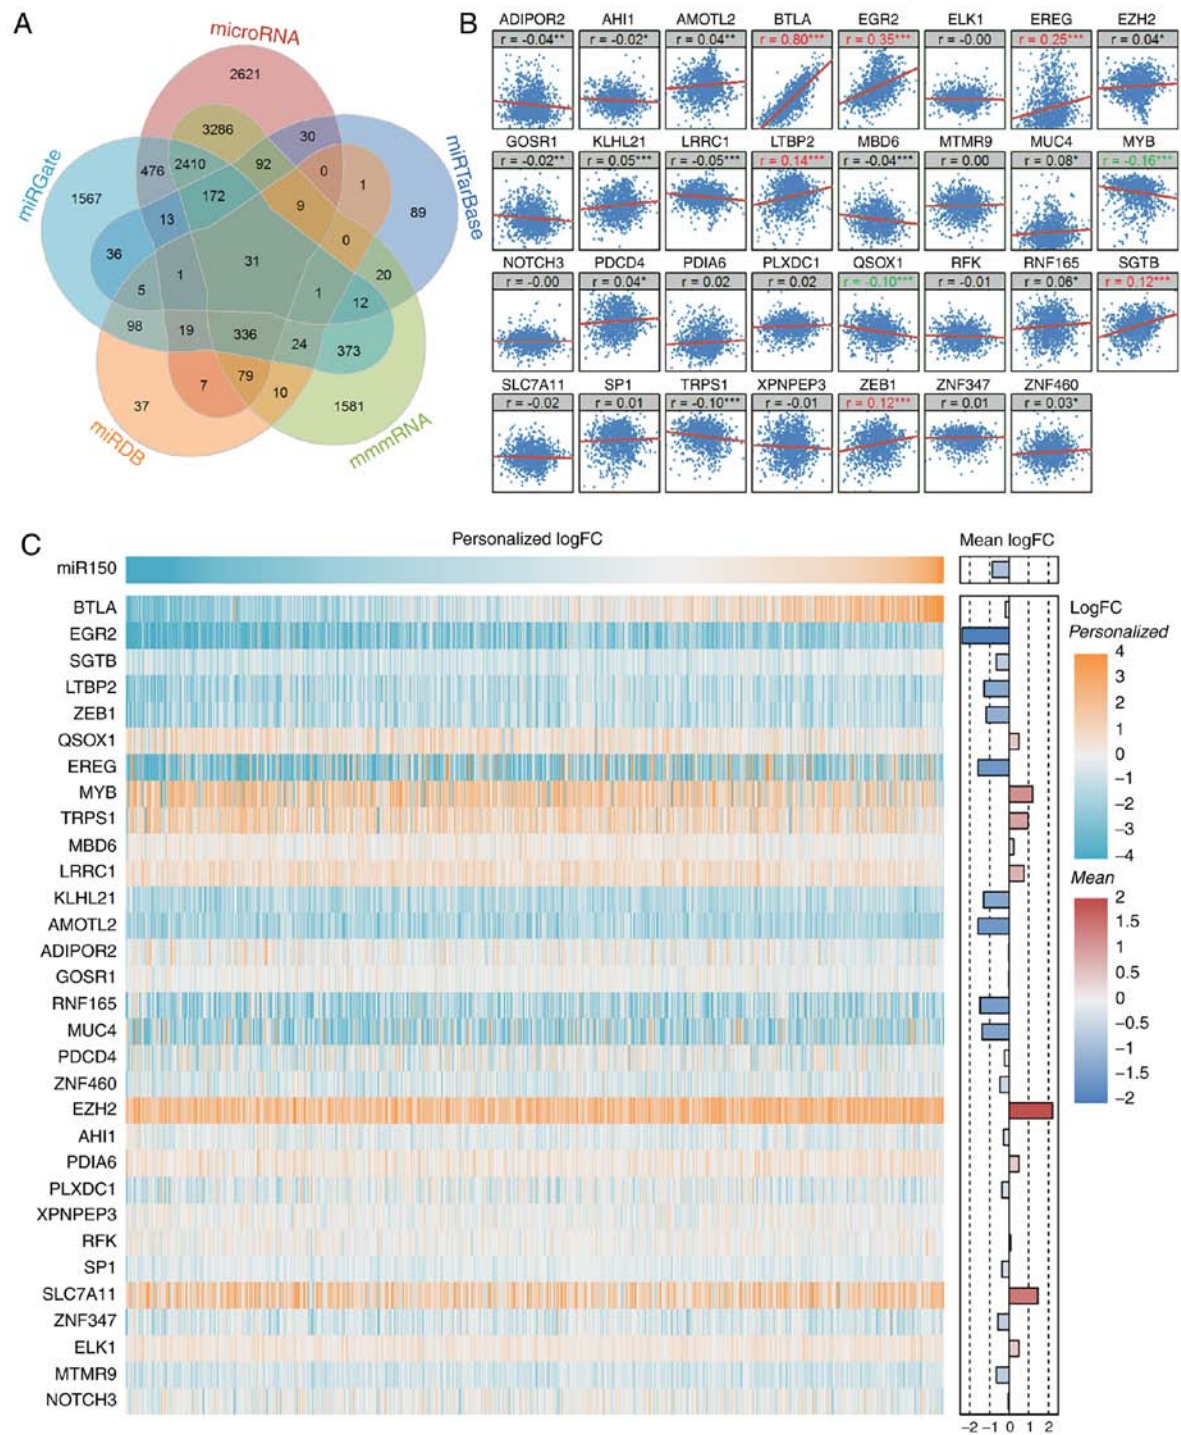 A
microRNA
2621
3286
30
miRTarBase
miRGate
476
2410
92
0
1
1567
172
9
89
13
36
31
0
1
20
5
1
12
98
19
336
24
373
7
79
10
37
1581
miRDB
mmmRNA
B
ADIPOR2 AHI1 AMOTL2 BTLA EGR2 ELK1 EREG EZH2
r = -0.04** r = -0.02* r = 0.04** r = 0.80*** r = 0.35*** r = -0.00 r = 0.25*** r = 0.04*
GOSR1 KLHL21 LRRC1 LTBP2 MBD6 MTMR9 MUC4 MYB
r = -0.02** r = 0.05*** r = -0.05*** r = 0.14*** r = -0.04*** r = 0.00 r = 0.08* r = -0.16***
NOTCH3 PDCD4 PDIA6 PLXDC1 QSOX1 RFK RNF165 SGTB
r = -0.00 r = 0.04* r = 0.02 r = 0.02 r = -0.10*** r = -0.01 r = 0.06* r = 0.12***
SLC7A11 SP1 TRPS1 XPNPEP3 ZEB1 ZNF347 ZNF460
r = -0.02 r = 0.01 r = -0.10*** r = -0.01 r = 0.12*** r = 0.01 r = 0.03*
C
Personalized logFC
Mean logFC
miR150
BTLA
EGR2
SGTB
LTBP2
ZEB1
QSOX1
EREG
MYB
TRPS1
MBD6
LRRC1
KLHL21
AMOTL2
ADIPOR2
GOSR1
RNF165
MUC4
PDCD4
ZNF460
EZH2
AHI1
PDIA6
PLXDC1
XPNPEP3
RFK
SP1
SLC7A11
ZNF347
ELK1
MTMR9
NOTCH3
LogFC
Personalized
4
3
2
1
0
−1
−2
−3
−4
Mean
2
1.5
1
0.5
0
−0.5
−1
−1.5
−2
−2 −1 0 1 2